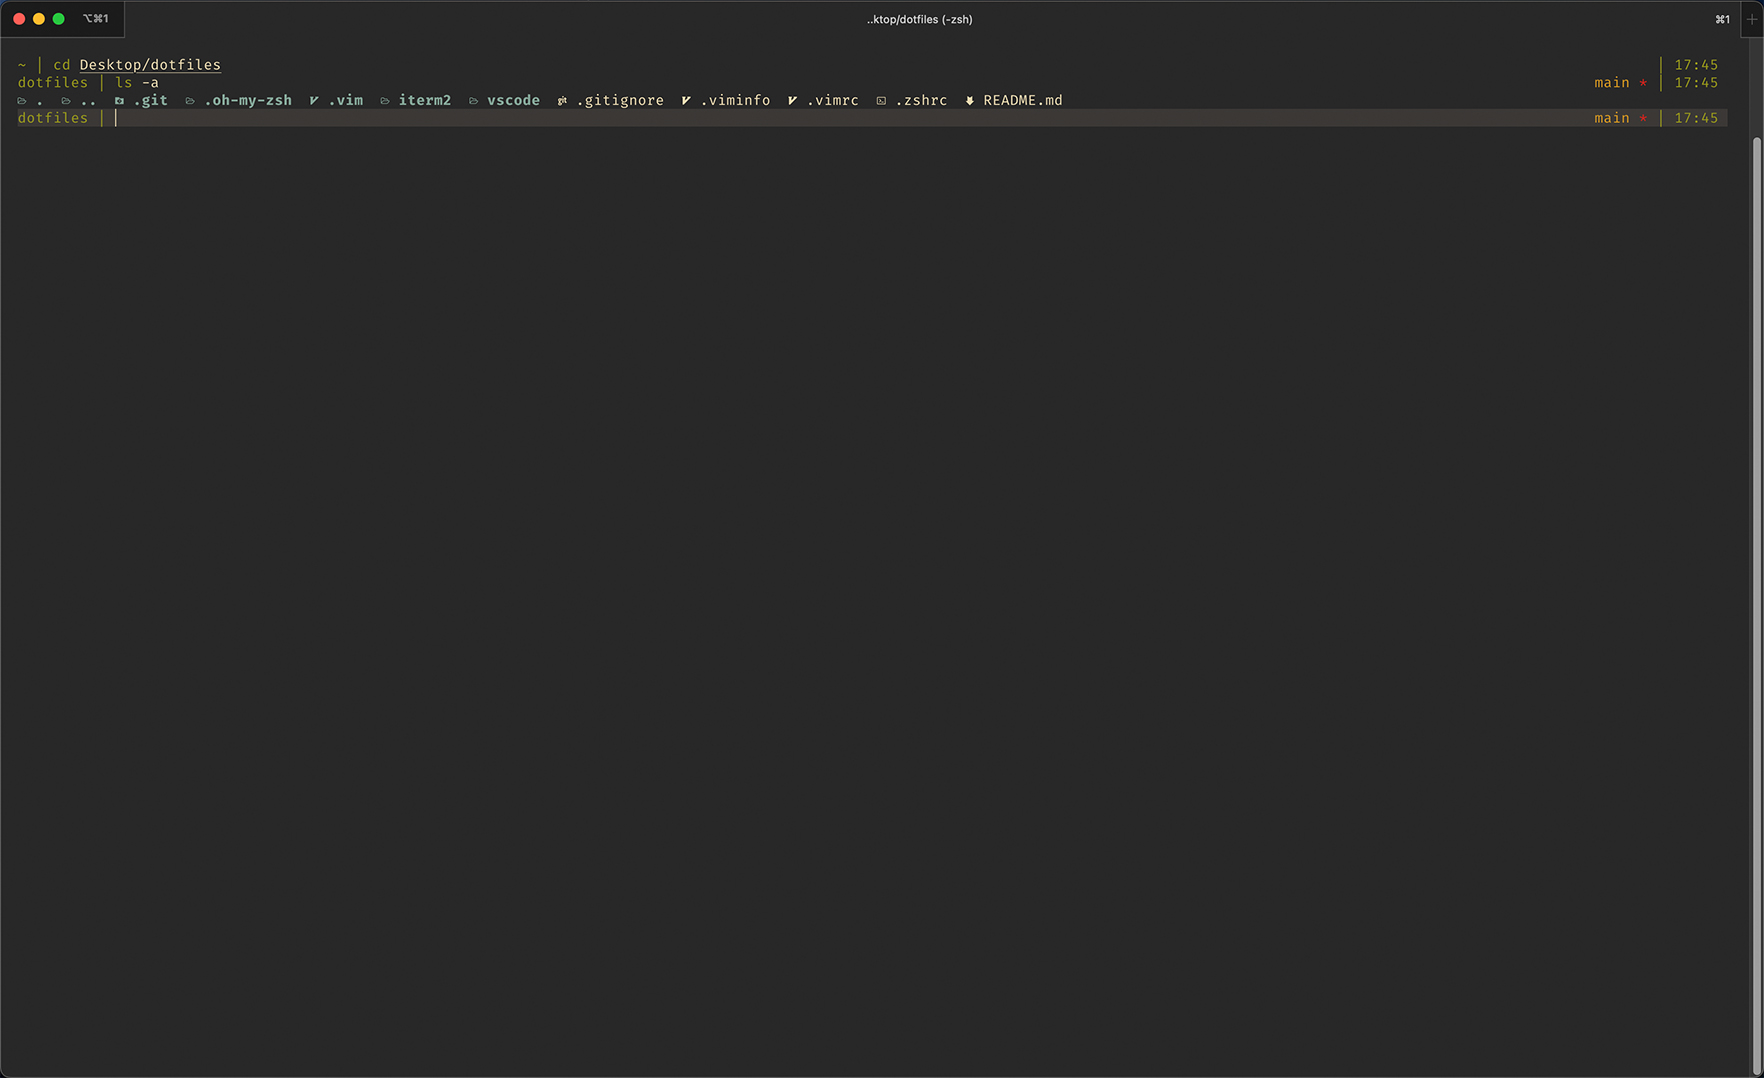 ⌥⌘1 ..ktop/dotfiles (-zsh) ⌘1 +
~ | cd Desktop/dotfiles | 17:45
dotfiles | ls -a main * | 17:45
. .. .git .oh-my-zsh .vim iterm2 vscode .gitignore .viminfo .vimrc .zshrc README.md
dotfiles | main * | 17:45